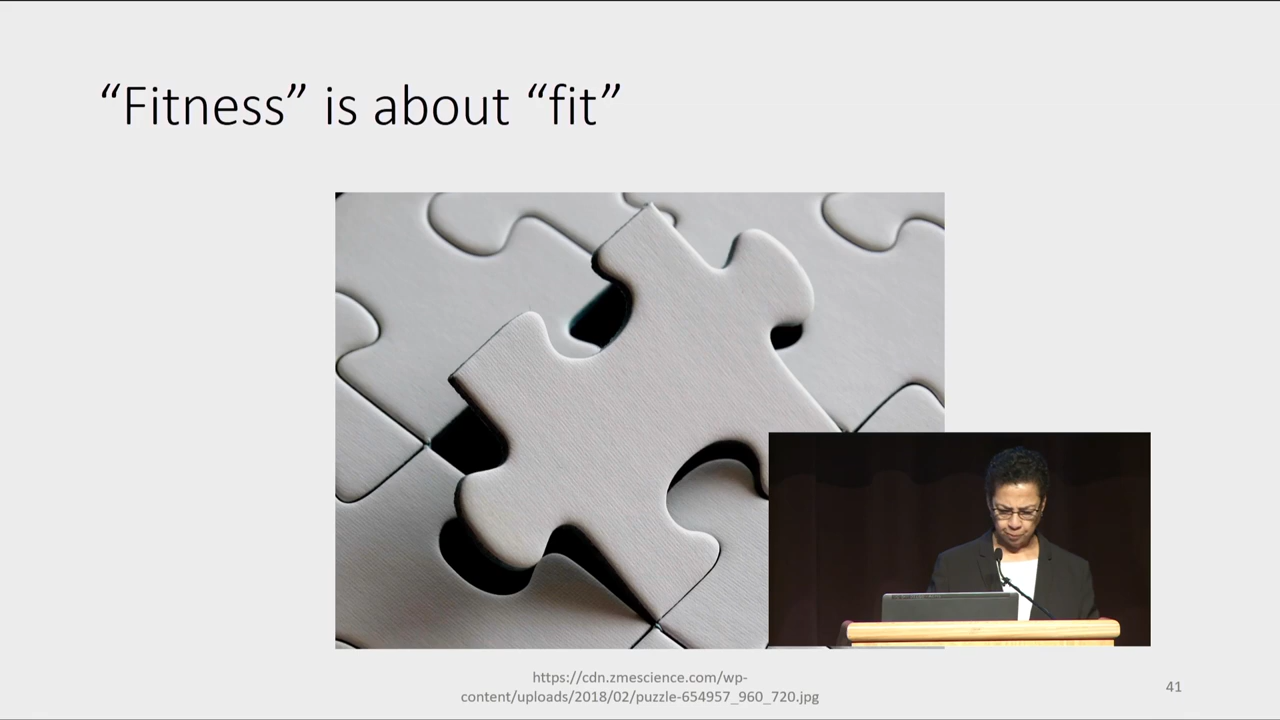 “Fitness” is about “fit”
https://cdn.zmescience.com/wp-
content/uploads/2018/02/puzzle-654957_960_720.jpg
41